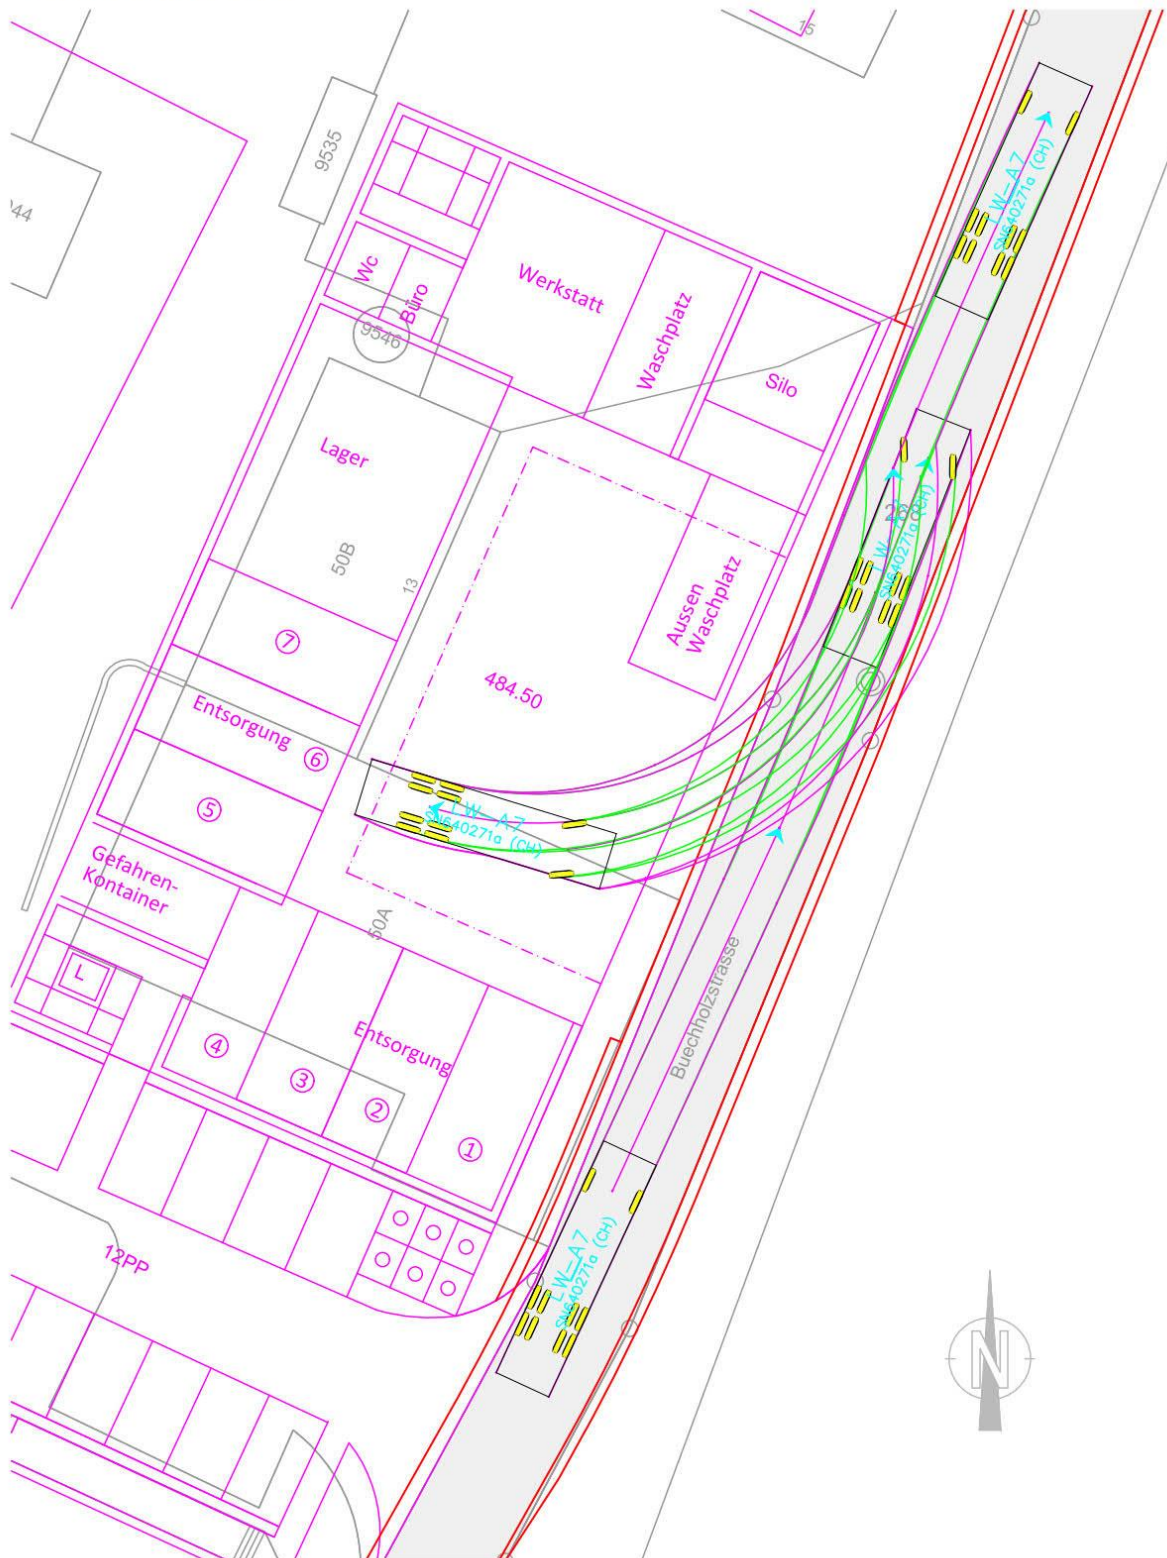 15
9535
LW-A7
SN640271a (CH)
Wc
Büro
9546
Werkstatt
Waschplatz
Silo
Lager
50B
13
Aussen
Waschplatz
LW-A7
SN640271a (CH)
7
484.50
Entsorgung
6
5
LW-A7
SN640271a (CH)
Gefahren-
Kontainer
50A
L
Buechholzstrasse
4
Entsorgung
3
2
1
12PP
LW-A7
SN640271a (CH)
N